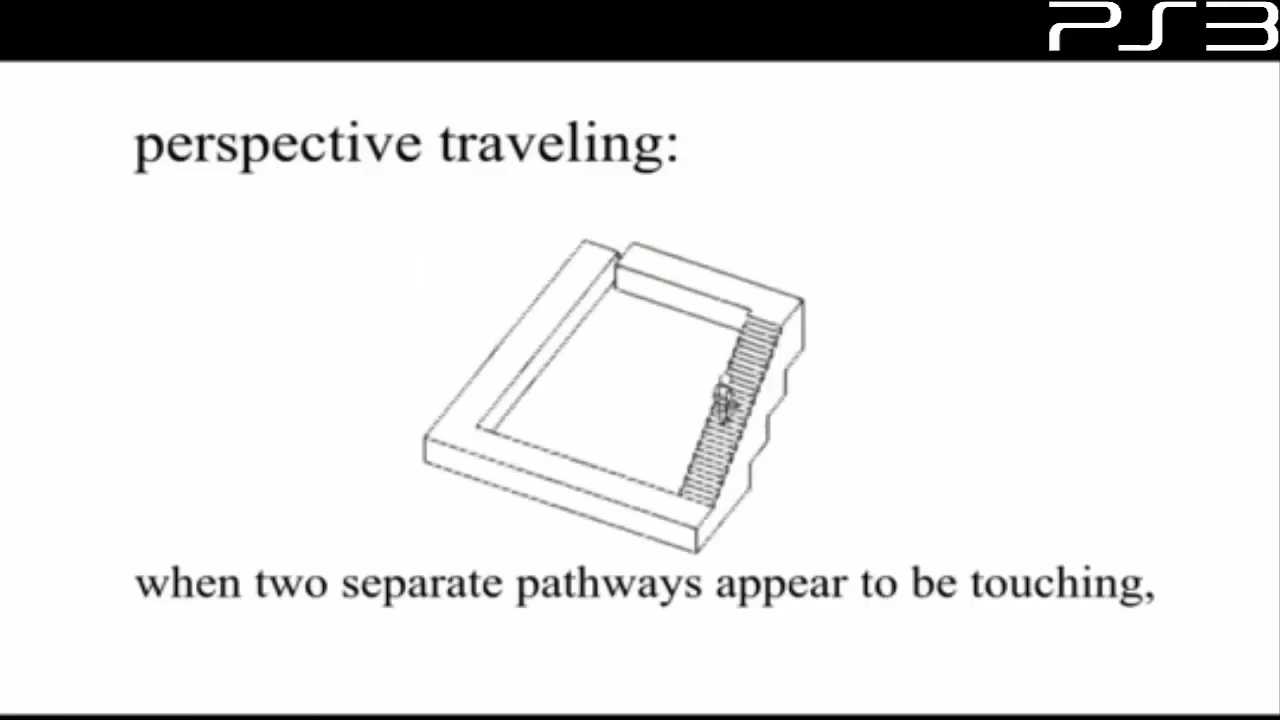 PS3
perspective traveling:
when two separate pathways appear to be touching,